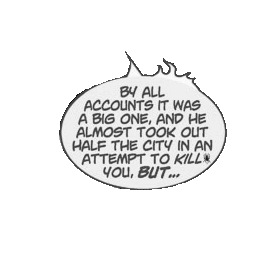 BY ALL
ACCOUNTS IT WAS
A BIG ONE, AND HE
ALMOST TOOK OUT
HALF THE CITY IN AN
ATTEMPT TO KILL
YOU, BUT...